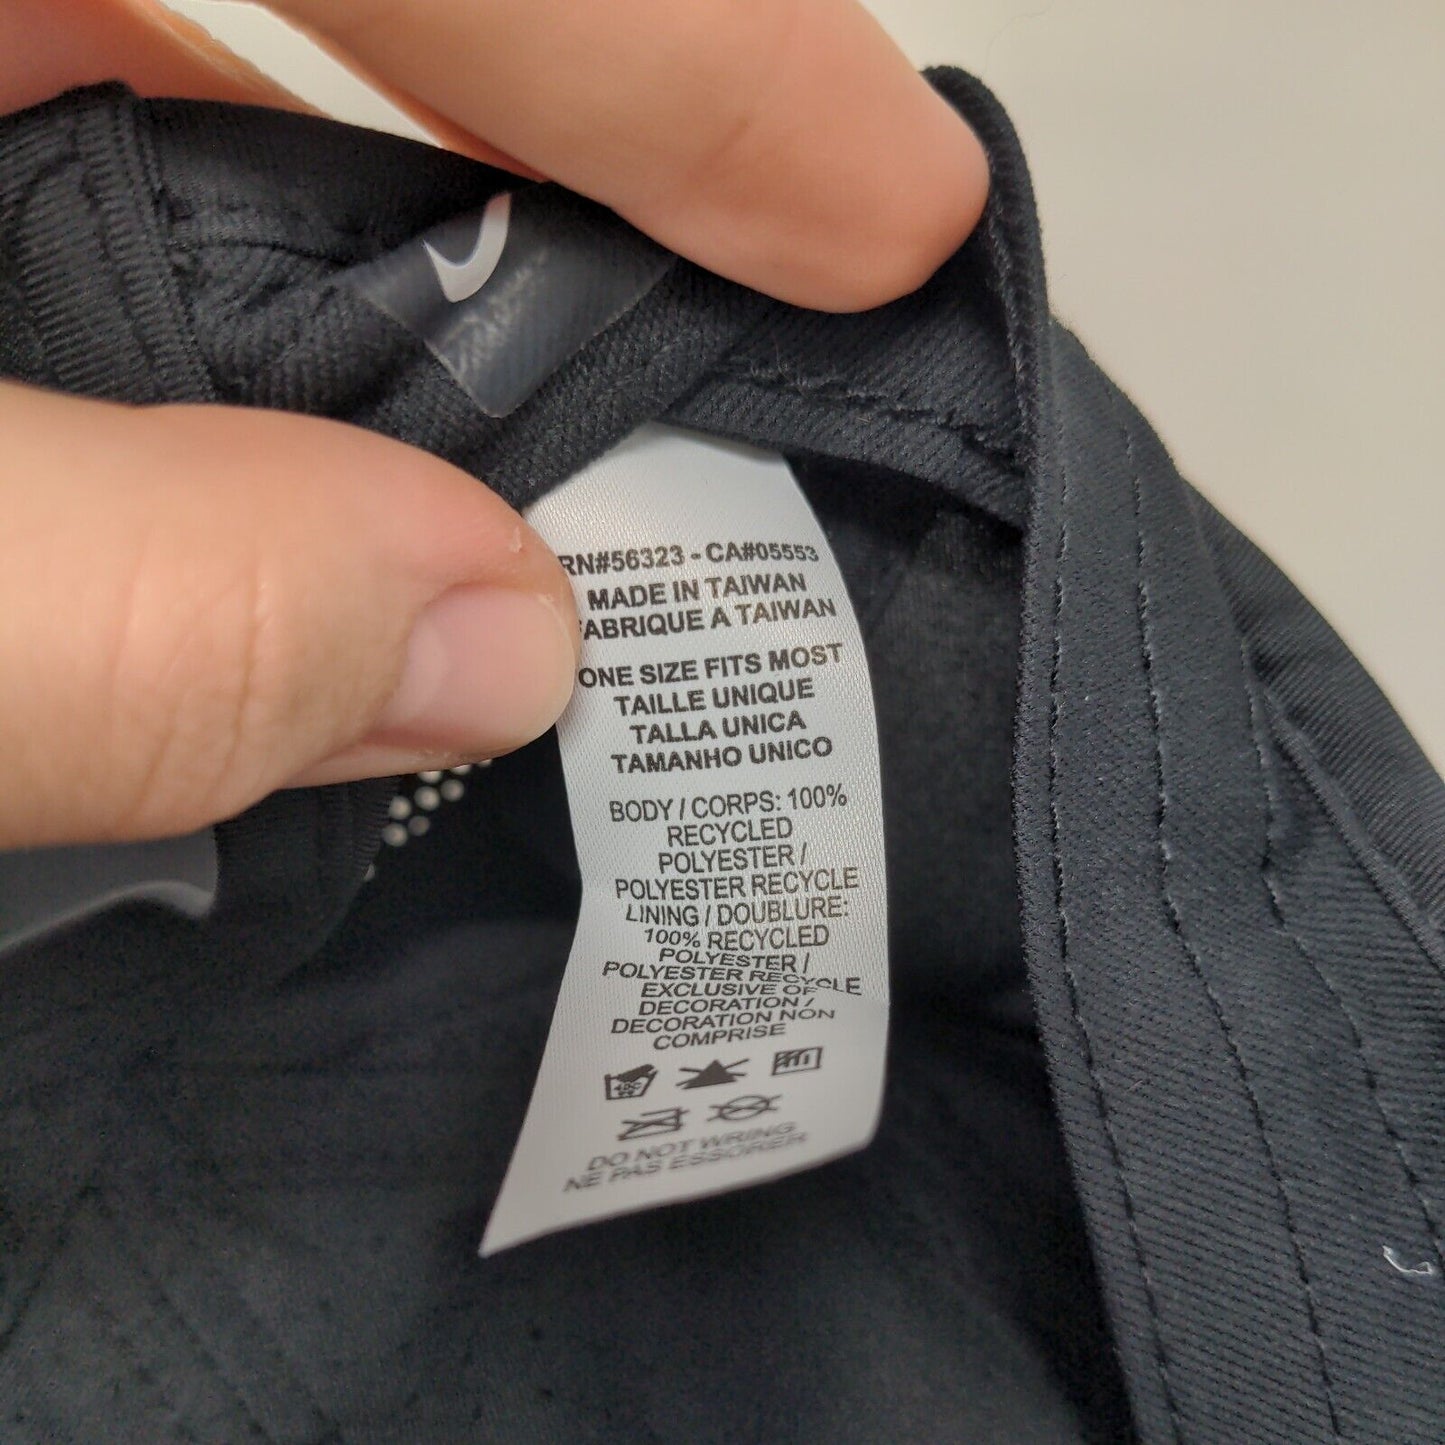 RN#56323 - CA#05553
MADE IN TAIWAN
FABRIQUE A TAIWAN
ONE SIZE FITS MOST
TAILLE UNIQUE
TALLA UNICA
TAMANHO UNICO
BODY / CORPS: 100%
RECYCLED
POLYESTER /
POLYESTER RECYCLE
LINING / DOUBLURE:
100% RECYCLED
POLYESTER /
POLYESTER RECYCLE
EXCLUSIVE OF
DECORATION /
DECORATION NON
COMPRISE
DO NOT WRING
NE PAS ESSORER